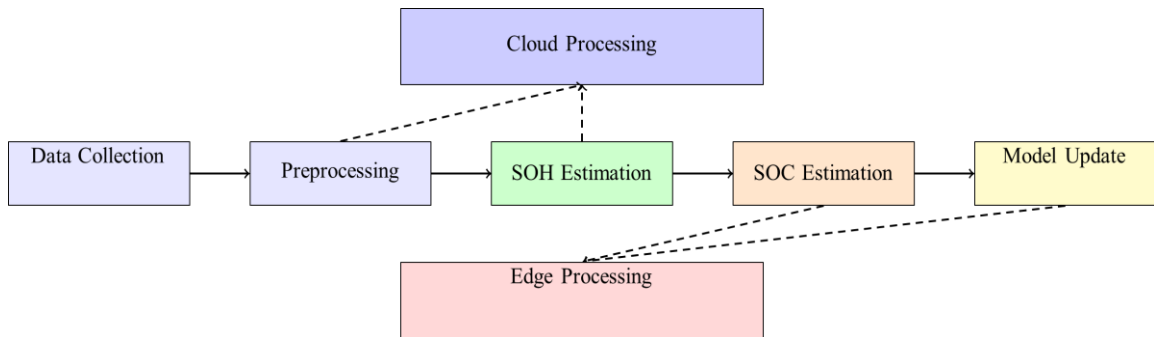 Cloud Processing
Data Collection
Preprocessing
SOH Estimation
SOC Estimation
Model Update
Edge Processing